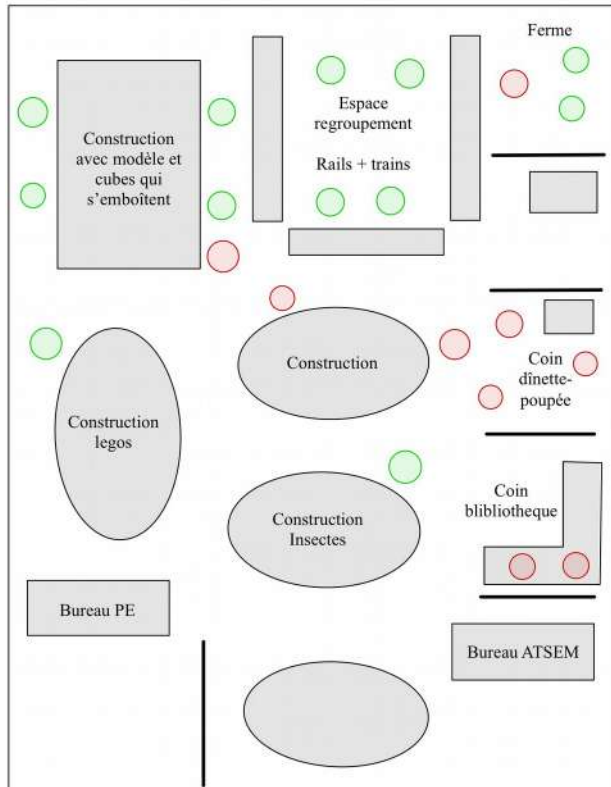 Ferme
Construction
avec modèle et
cubes qui
s'emboîtent
Espace
regroupement
Rails + trains
Construction
Coin
dînette-
poupée
Construction
legos
Coin
blibliotheque
Construction
Insectes
Bureau PE
Bureau ATSEM